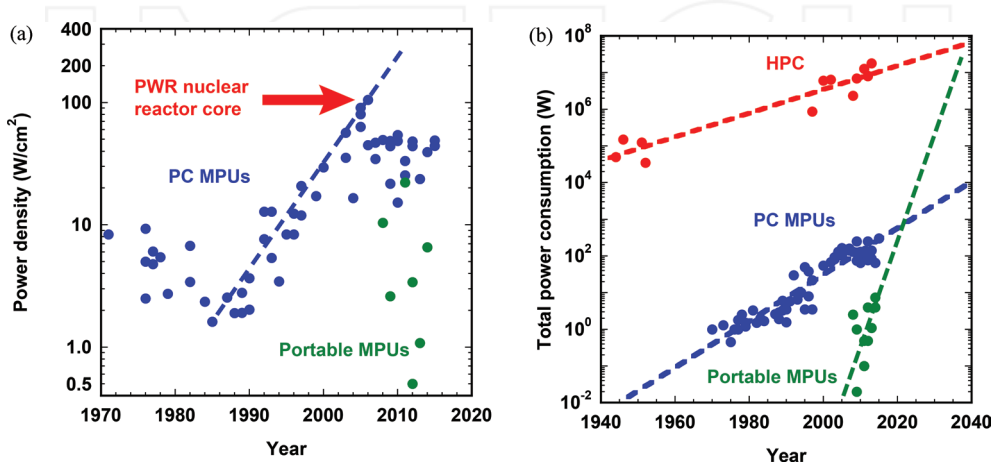 (a)
400
200
100
10
1.0
0.5
Power density (W/cm²)
PWR nuclear
reactor core
PC MPUs
Portable MPUs
1970 1980 1990 2000 2010 2020
Year
(b)
10⁸
10⁶
10⁴
10²
10⁰
10⁻²
Total power consumption (W)
HPC
PC MPUs
Portable MPUs
1940 1960 1980 2000 2020 2040
Year